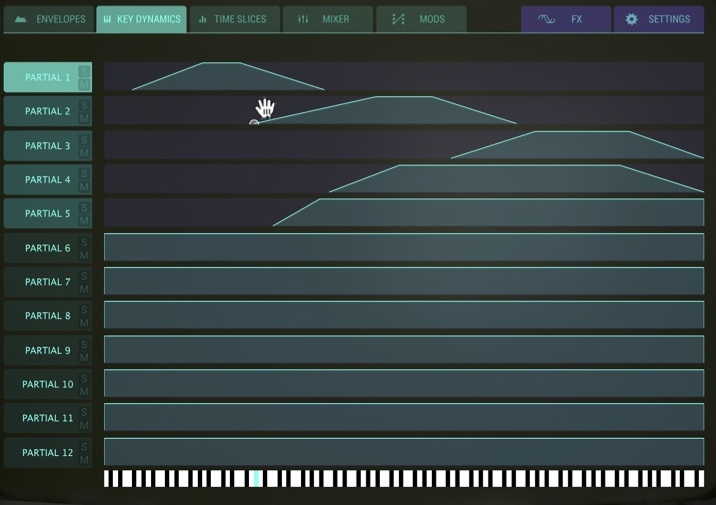 ENVELOPES KEY DYNAMICS TIME SLICES MIXER MODS FX SETTINGS
PARTIAL 1 S M
PARTIAL 2 S M
PARTIAL 3 S M
PARTIAL 4 S M
PARTIAL 5 S M
PARTIAL 6 S M
PARTIAL 7 S M
PARTIAL 8 S M
PARTIAL 9 S M
PARTIAL 10 S M
PARTIAL 11 S M
PARTIAL 12 S M